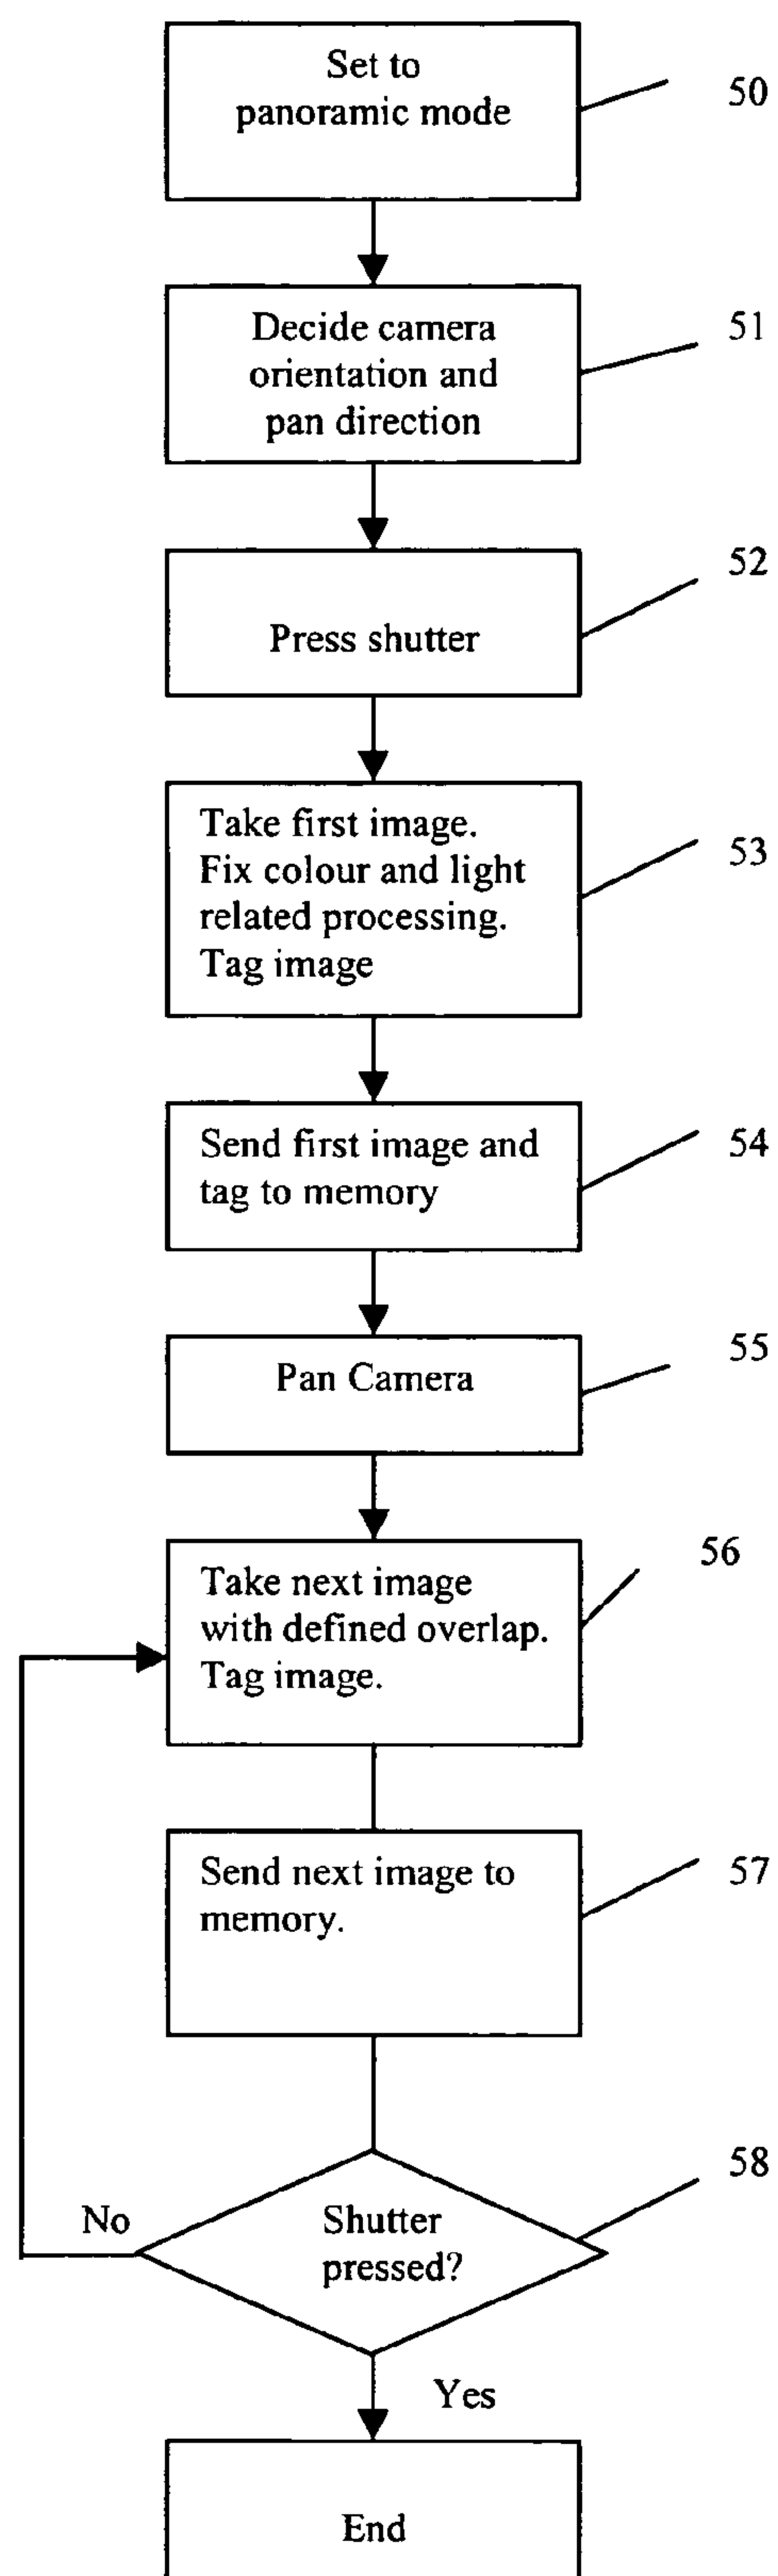 Set to
panoramic mode
50
Decide camera
orientation and
pan direction
51
Press shutter
52
Take first image.
Fix colour and light
related processing.
Tag image
53
Send first image and
tag to memory
54
Pan Camera
55
Take next image
with defined overlap.
Tag image.
56
Send next image to
memory.
57
Shutter
pressed?
58
No
Yes
End